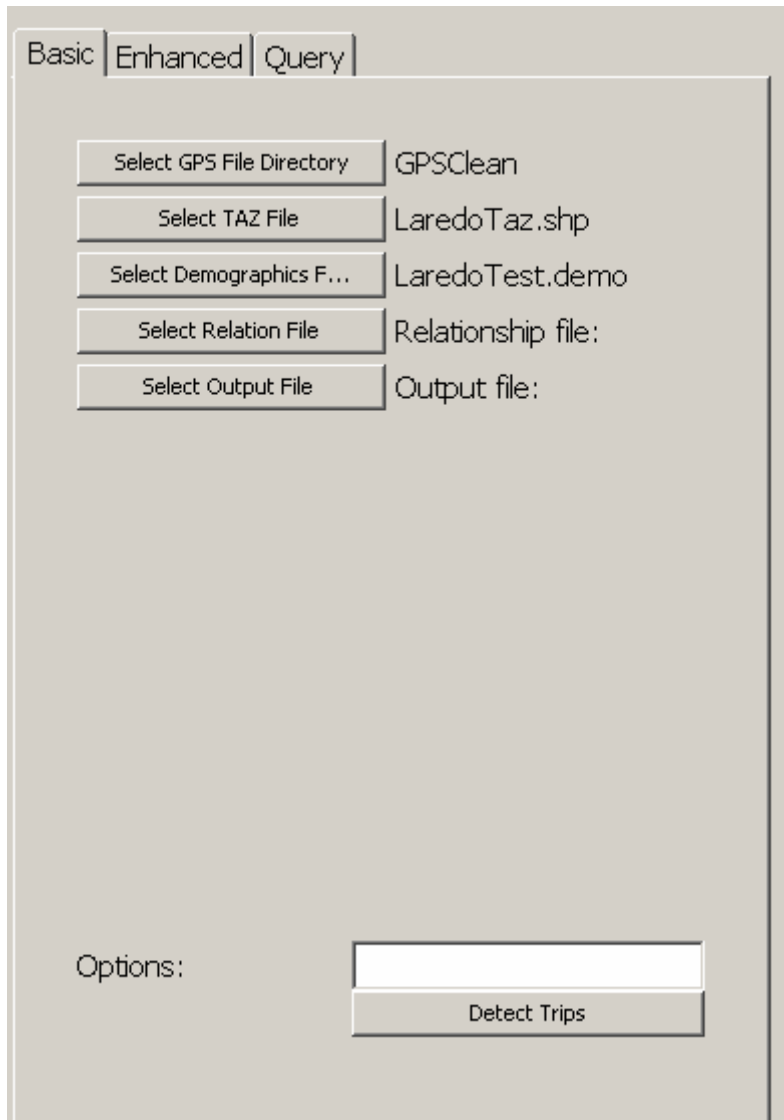 Basic Enhanced Query
Select GPS File Directory GPSClean
Select TAZ File LaredoTaz.shp
Select Demographics F... LaredoTest.demo
Select Relation File Relationship file:
Select Output File Output file:
Options:
Detect Trips